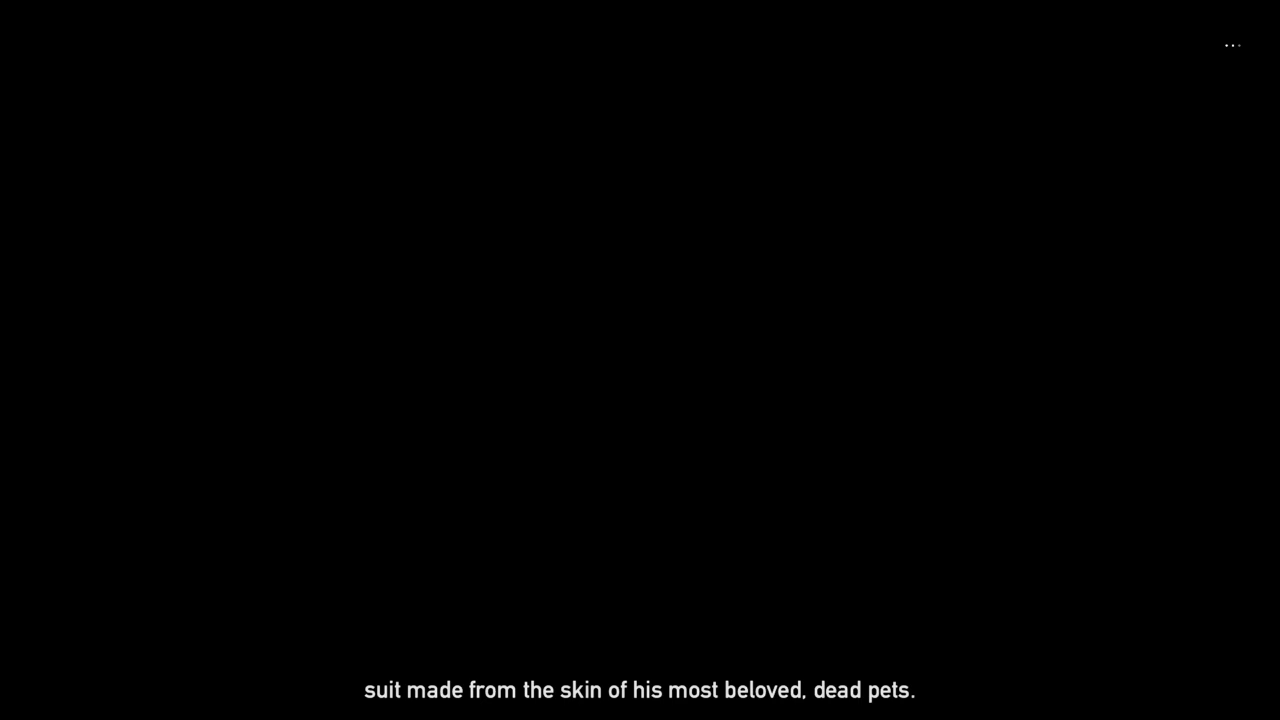 ...
suit made from the skin of his most beloved, dead pets.